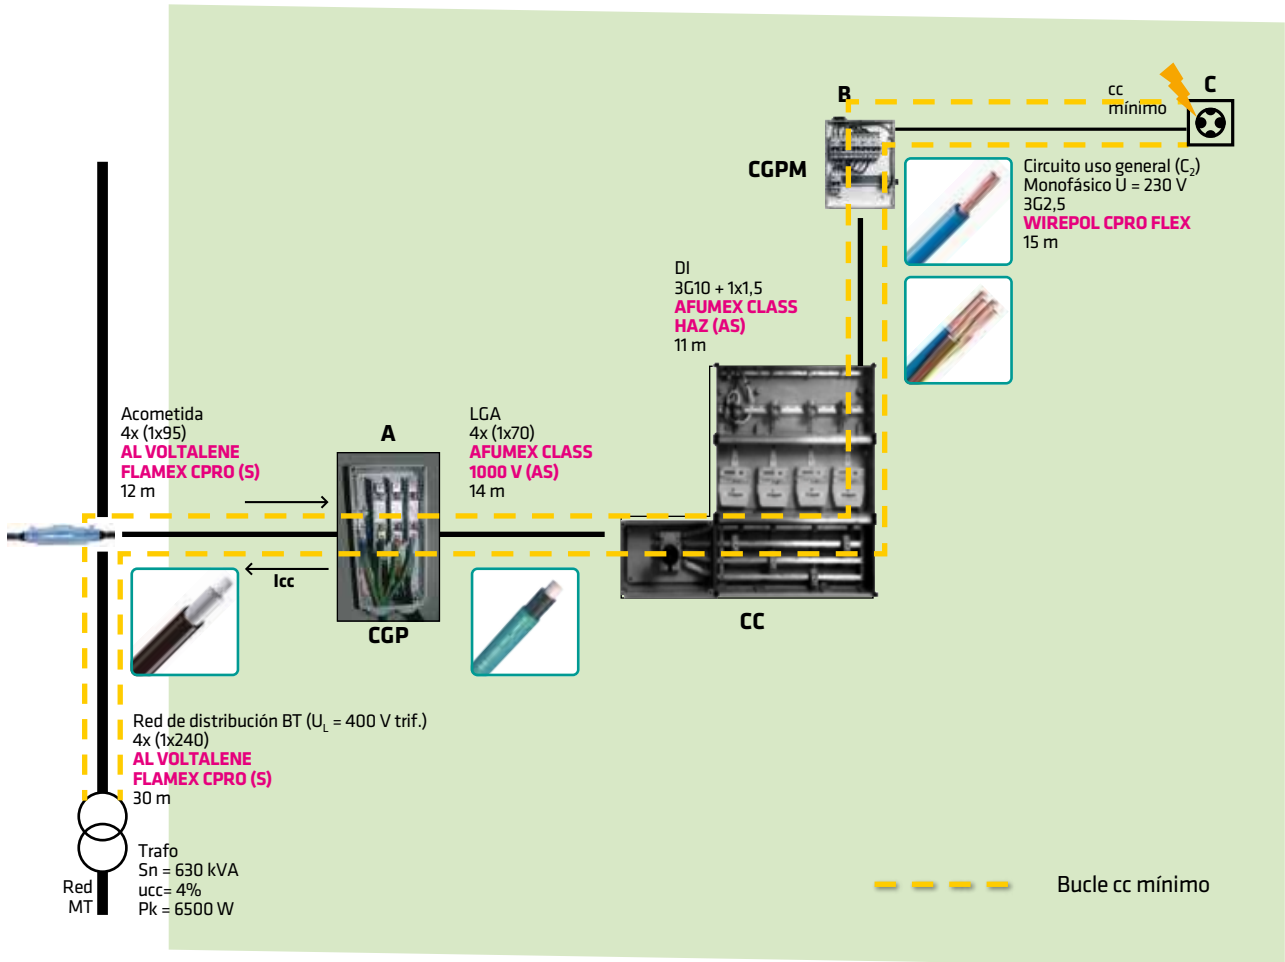 B
cc
mínimo
C
CGPM
Circuito uso general (C₂)
Monofásico U = 230 V
3G2,5
WIREPOL CPRO FLEX
15 m
DI
3G10 + 1x1,5
AFUMEX CLASS
HAZ (AS)
11 m
Acometida
4x (1x95)
AL VOLTALENE
FLAMEX CPRO (S)
12 m
A
LGA
4x (1x70)
AFUMEX CLASS
1000 V (AS)
14 m
Icc
CGP
CC
Red de distribución BT (U_L = 400 V trif.)
4x (1x240)
AL VOLTALENE
FLAMEX CPRO (S)
30 m
Trafo
Sn = 630 kVA
ucc= 4%
Pk = 6500 W
Red
MT
Bucle cc mínimo